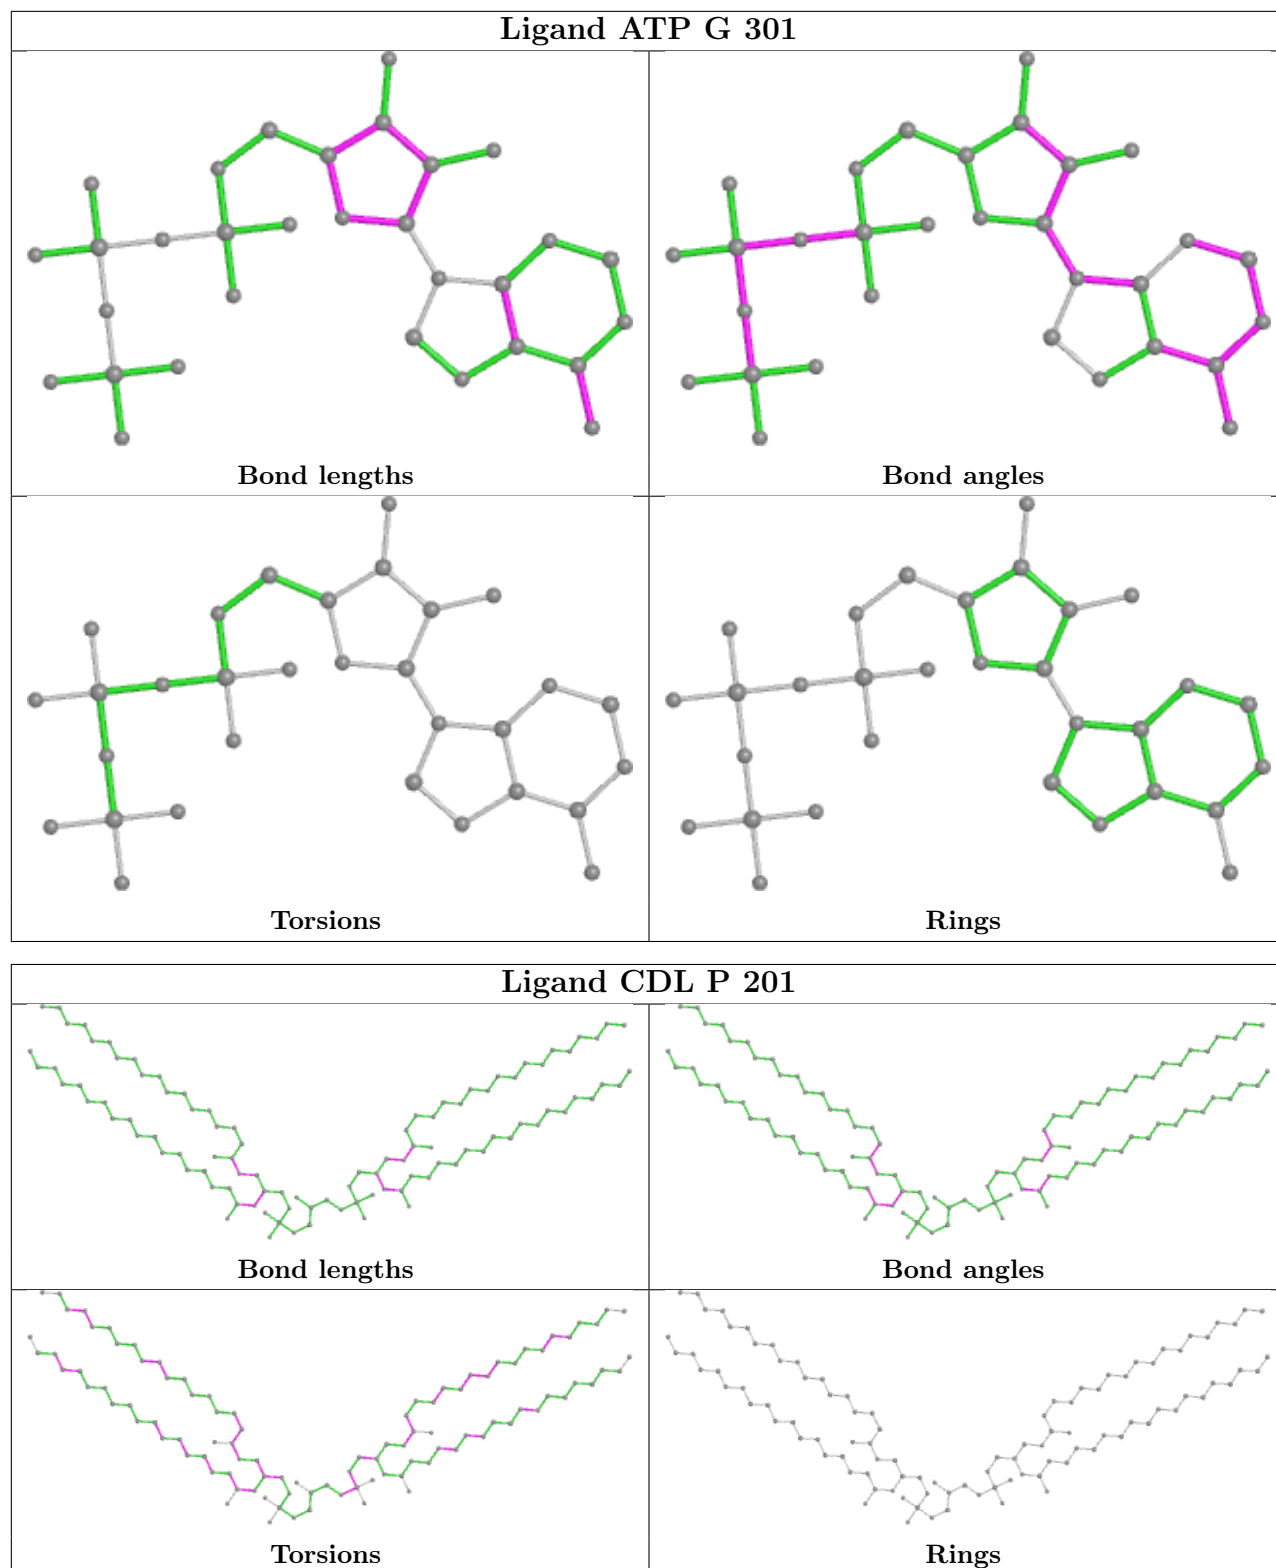 Ligand ATP G 301
Bond lengths
Bond angles
Torsions
Rings
Ligand CDL P 201
Bond lengths
Bond angles
Torsions
Rings